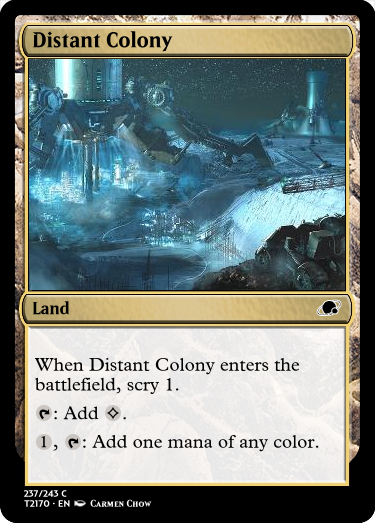 Distant Colony
Land
When Distant Colony enters the
battlefield, scry 1.
: Add .
1 , : Add one mana of any color.
237/243 C
T2170 • EN Carmen Chow